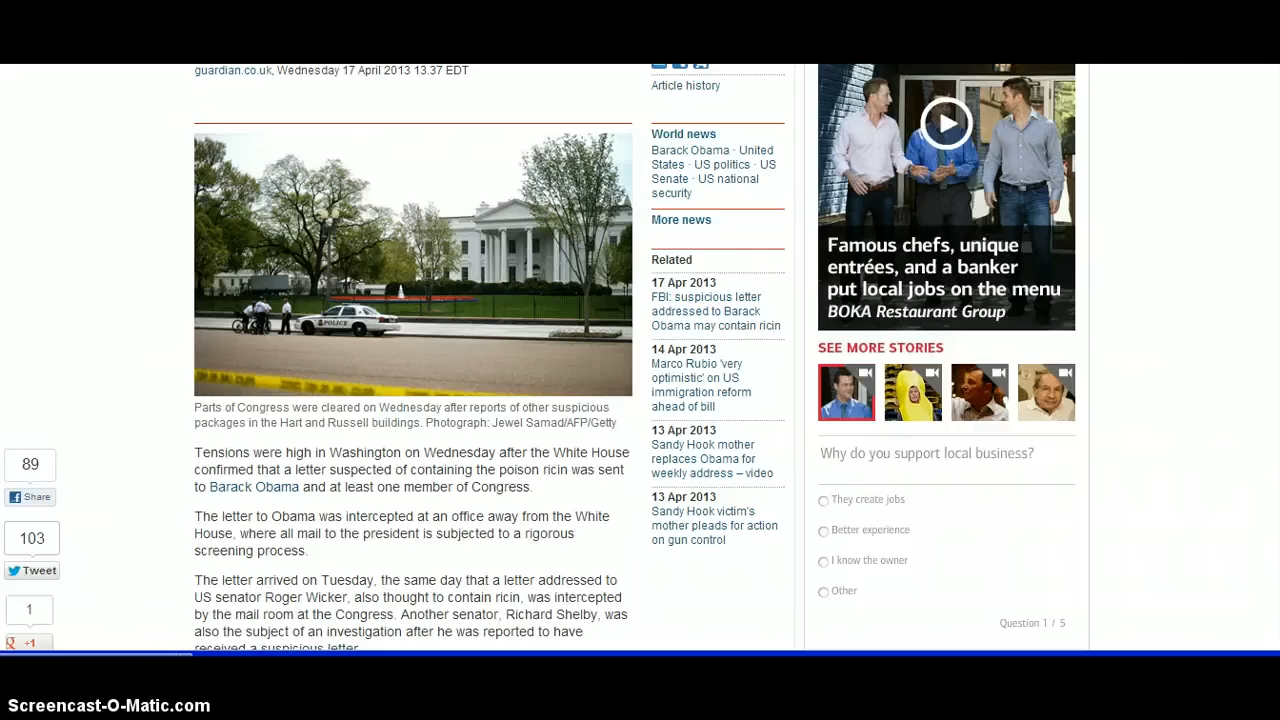 guardian.co.uk, Wednesday 17 April 2013 13.37 EDT
POLICE
Parts of Congress were cleared on Wednesday after reports of other suspicious
packages in the Hart and Russell buildings. Photograph: Jewel Samad/AFP/Getty
Tensions were high in Washington on Wednesday after the White House
confirmed that a letter suspected of containing the poison ricin was sent
to Barack Obama and at least one member of Congress.
The letter to Obama was intercepted at an office away from the White
House, where all mail to the president is subjected to a rigorous
screening process.
The letter arrived on Tuesday, the same day that a letter addressed to
US senator Roger Wicker, also thought to contain ricin, was intercepted
by the mail room at the Congress. Another senator, Richard Shelby, was
also the subject of an investigation after he was reported to have
received a suspicious letter.
89
Share
103
Tweet
1
+1
Article history
World news
Barack Obama · United
States · US politics · US
Senate · US national
security
More news
Related
17 Apr 2013
FBI: suspicious letter
addressed to Barack
Obama may contain ricin
14 Apr 2013
Marco Rubio 'very
optimistic' on US
immigration reform
ahead of bill
13 Apr 2013
Sandy Hook mother
replaces Obama for
weekly address – video
13 Apr 2013
Sandy Hook victim's
mother pleads for action
on gun control
Famous chefs, unique
entrées, and a banker
put local jobs on the menu
BOKA Restaurant Group
SEE MORE STORIES
Why do you support local business?
They create jobs
Better experience
I know the owner
Other
Question 1 / 5
Screencast-O-Matic.com